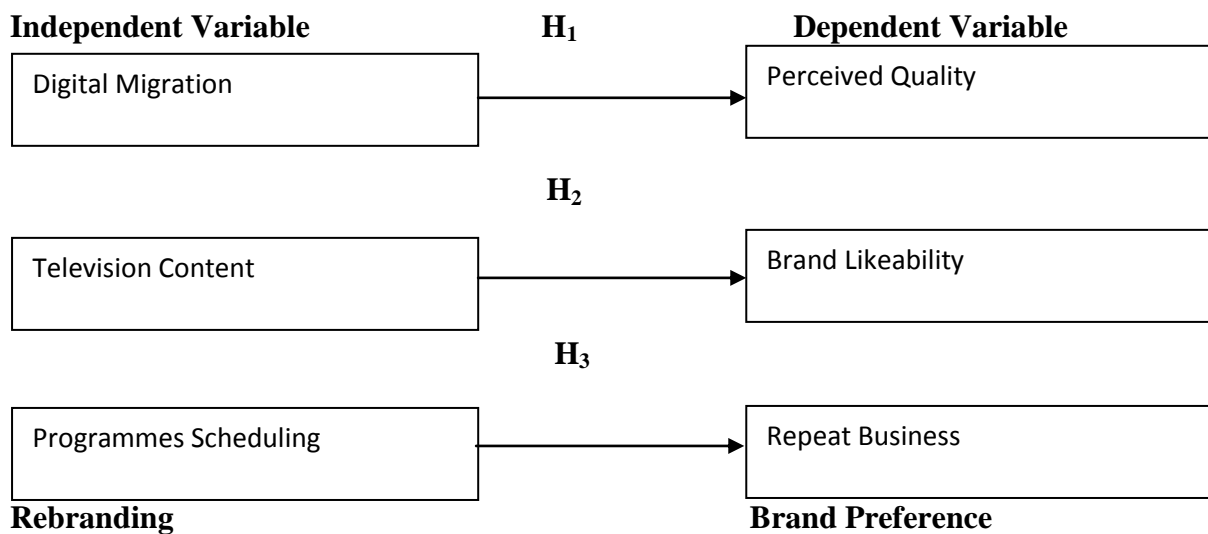 Independent Variable H₁ Dependent Variable
Digital Migration Perceived Quality
H₂
Television Content Brand Likeability
H₃
Programmes Scheduling Repeat Business
Rebranding Brand Preference